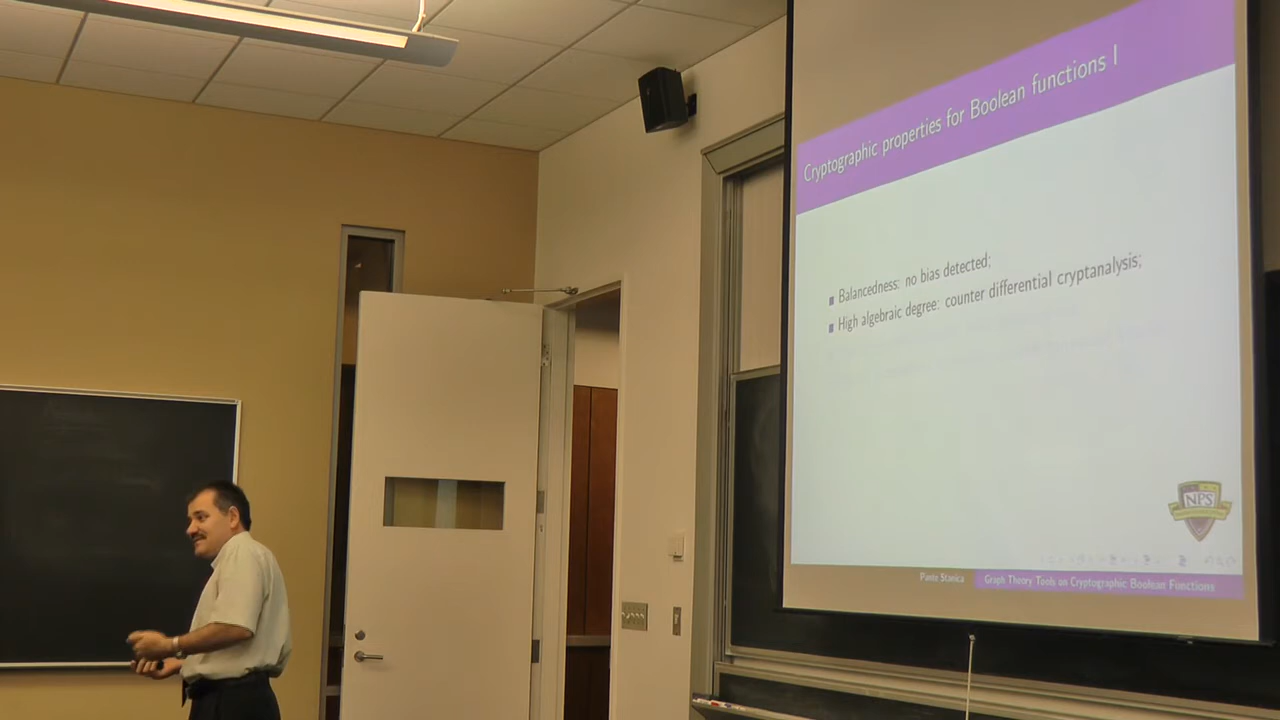 Cryptographic properties for Boolean functions I
Balancedness: no bias detected;
High algebraic degree: counter differential cryptanalysis;
NPS
Pante Stanica
Graph Theory Tools on Cryptographic Boolean Functions